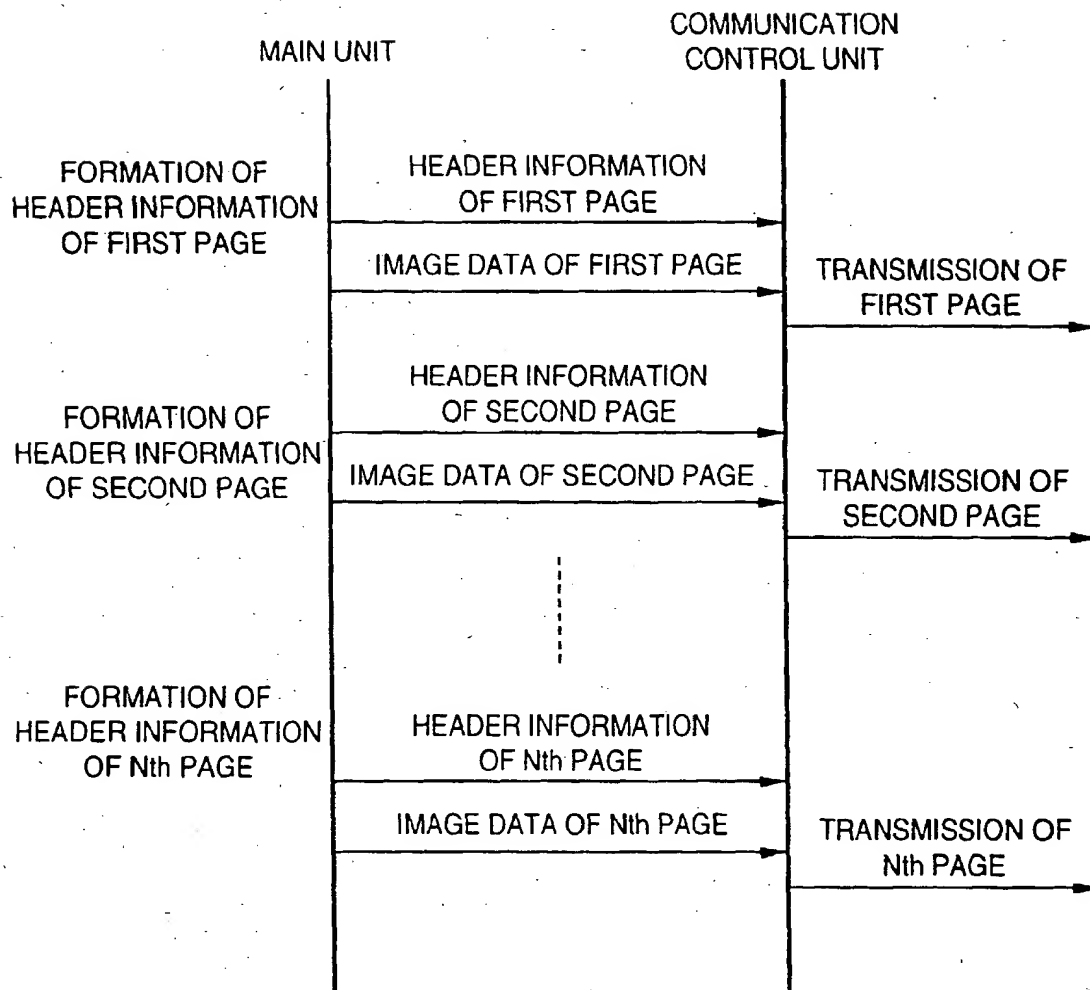 MAIN UNIT
COMMUNICATION
CONTROL UNIT
FORMATION OF
HEADER INFORMATION
OF FIRST PAGE
HEADER INFORMATION
OF FIRST PAGE
IMAGE DATA OF FIRST PAGE
TRANSMISSION OF
FIRST PAGE
FORMATION OF
HEADER INFORMATION
OF SECOND PAGE
HEADER INFORMATION
OF SECOND PAGE
IMAGE DATA OF SECOND PAGE
TRANSMISSION OF
SECOND PAGE
FORMATION OF
HEADER INFORMATION
OF Nth PAGE
HEADER INFORMATION
OF Nth PAGE
IMAGE DATA OF Nth PAGE
TRANSMISSION OF
Nth PAGE